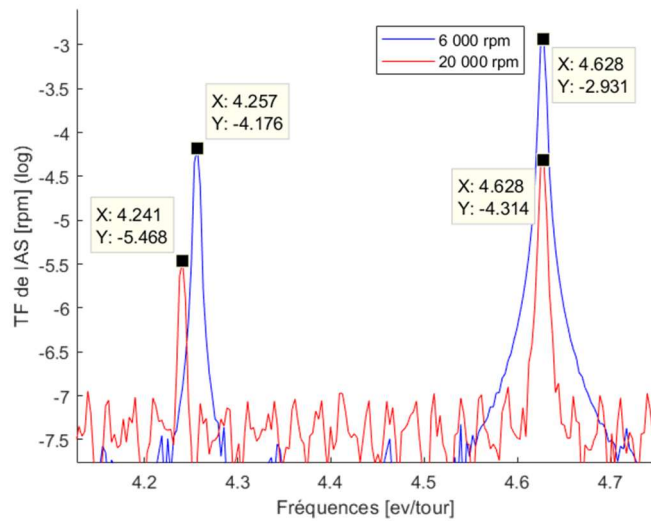 6 000 rpm
20 000 rpm
X: 4.628
Y: -2.931
X: 4.257
Y: -4.176
X: 4.628
Y: -4.314
X: 4.241
Y: -5.468
TF de IAS [rpm] (log)
-3
-3.5
-4
-4.5
-5
-5.5
-6
-6.5
-7
-7.5
4.2 4.3 4.4 4.5 4.6 4.7
Fréquences [ev/tour]